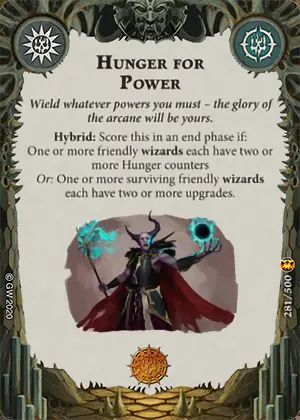 HUNGER FOR
POWER
Wield whatever powers you must – the glory of
the arcane will be yours.
Hybrid: Score this in an end phase if:
One or more friendly wizards each have two or
more Hunger counters
Or: One or more surviving friendly wizards
each have two or more upgrades.
© GW 2020
281/500